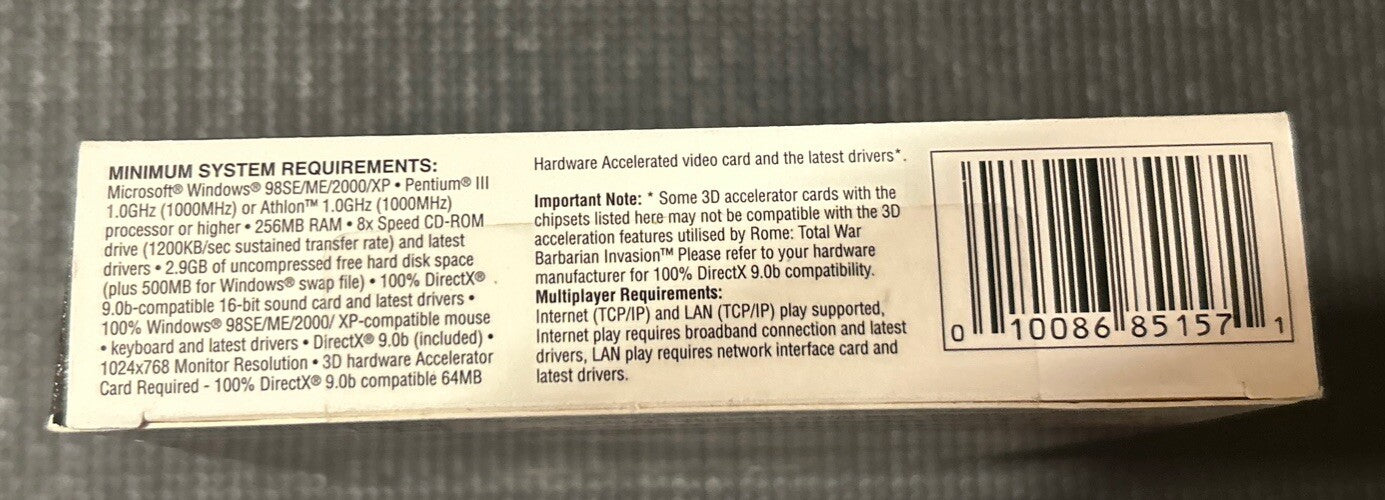 MINIMUM SYSTEM REQUIREMENTS:
Microsoft® Windows® 98SE/ME/2000/XP • Pentium® III
1.0GHz (1000MHz) or Athlon™ 1.0GHz (1000MHz)
processor or higher • 256MB RAM • 8x Speed CD-ROM
drive (1200KB/sec sustained transfer rate) and latest
drivers • 2.9GB of uncompressed free hard disk space
(plus 500MB for Windows® swap file) • 100% DirectX®
9.0b-compatible 16-bit sound card and latest drivers •
100% Windows® 98SE/ME/2000/ XP-compatible mouse
• keyboard and latest drivers • DirectX® 9.0b (included) •
1024x768 Monitor Resolution • 3D hardware Accelerator
Card Required - 100% DirectX® 9.0b compatible 64MB
Hardware Accelerated video card and the latest drivers*.
Important Note: * Some 3D accelerator cards with the
chipsets listed here may not be compatible with the 3D
acceleration features utilised by Rome: Total War
Barbarian Invasion™ Please refer to your hardware
manufacturer for 100% DirectX 9.0b compatibility.
Multiplayer Requirements:
Internet (TCP/IP) and LAN (TCP/IP) play supported,
Internet play requires broadband connection and latest
drivers, LAN play requires network interface card and
latest drivers.
0 10086 85157 1